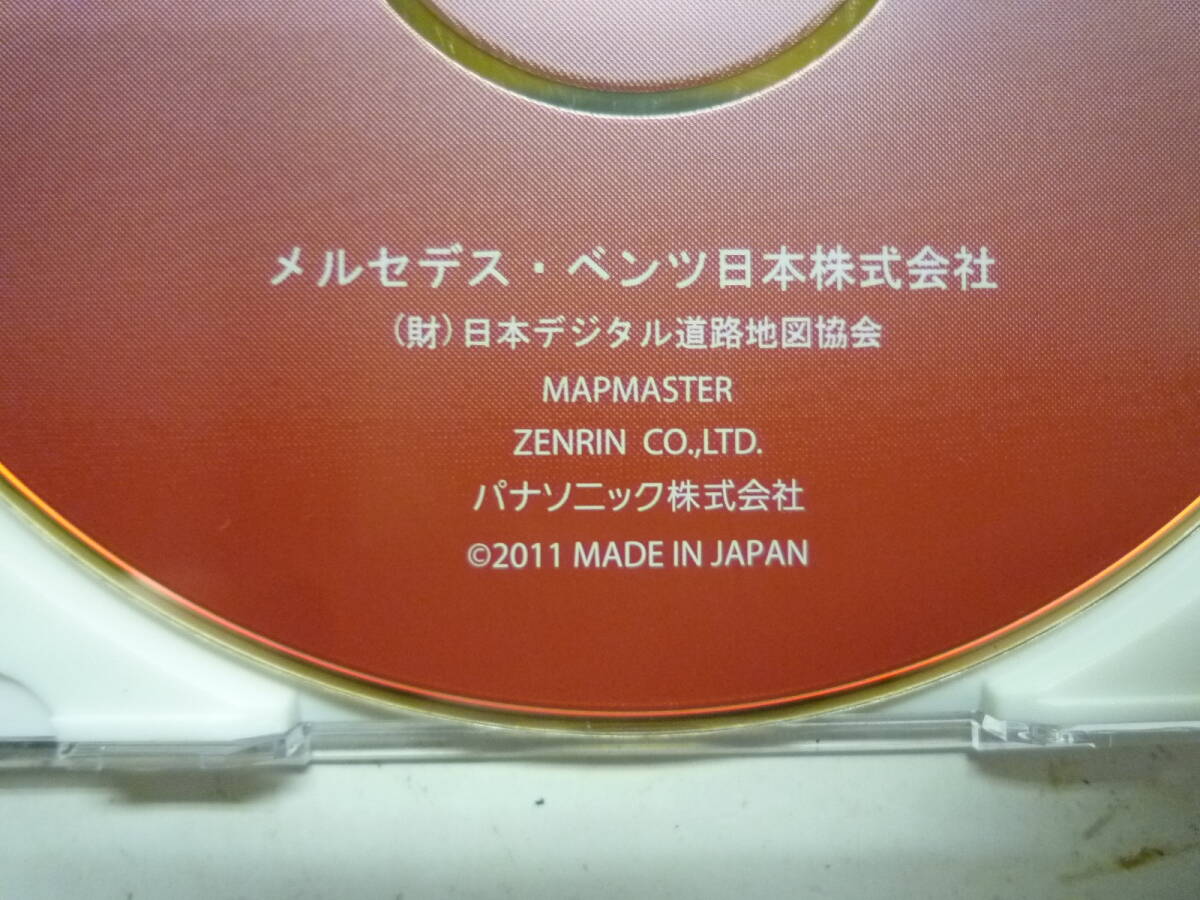 メルセデス・ベンツ日本株式会社
(財)日本デジタル道路地図協会
MAPMASTER
ZENRIN CO.,LTD.
パナソニック株式会社
©2011 MADE IN JAPAN